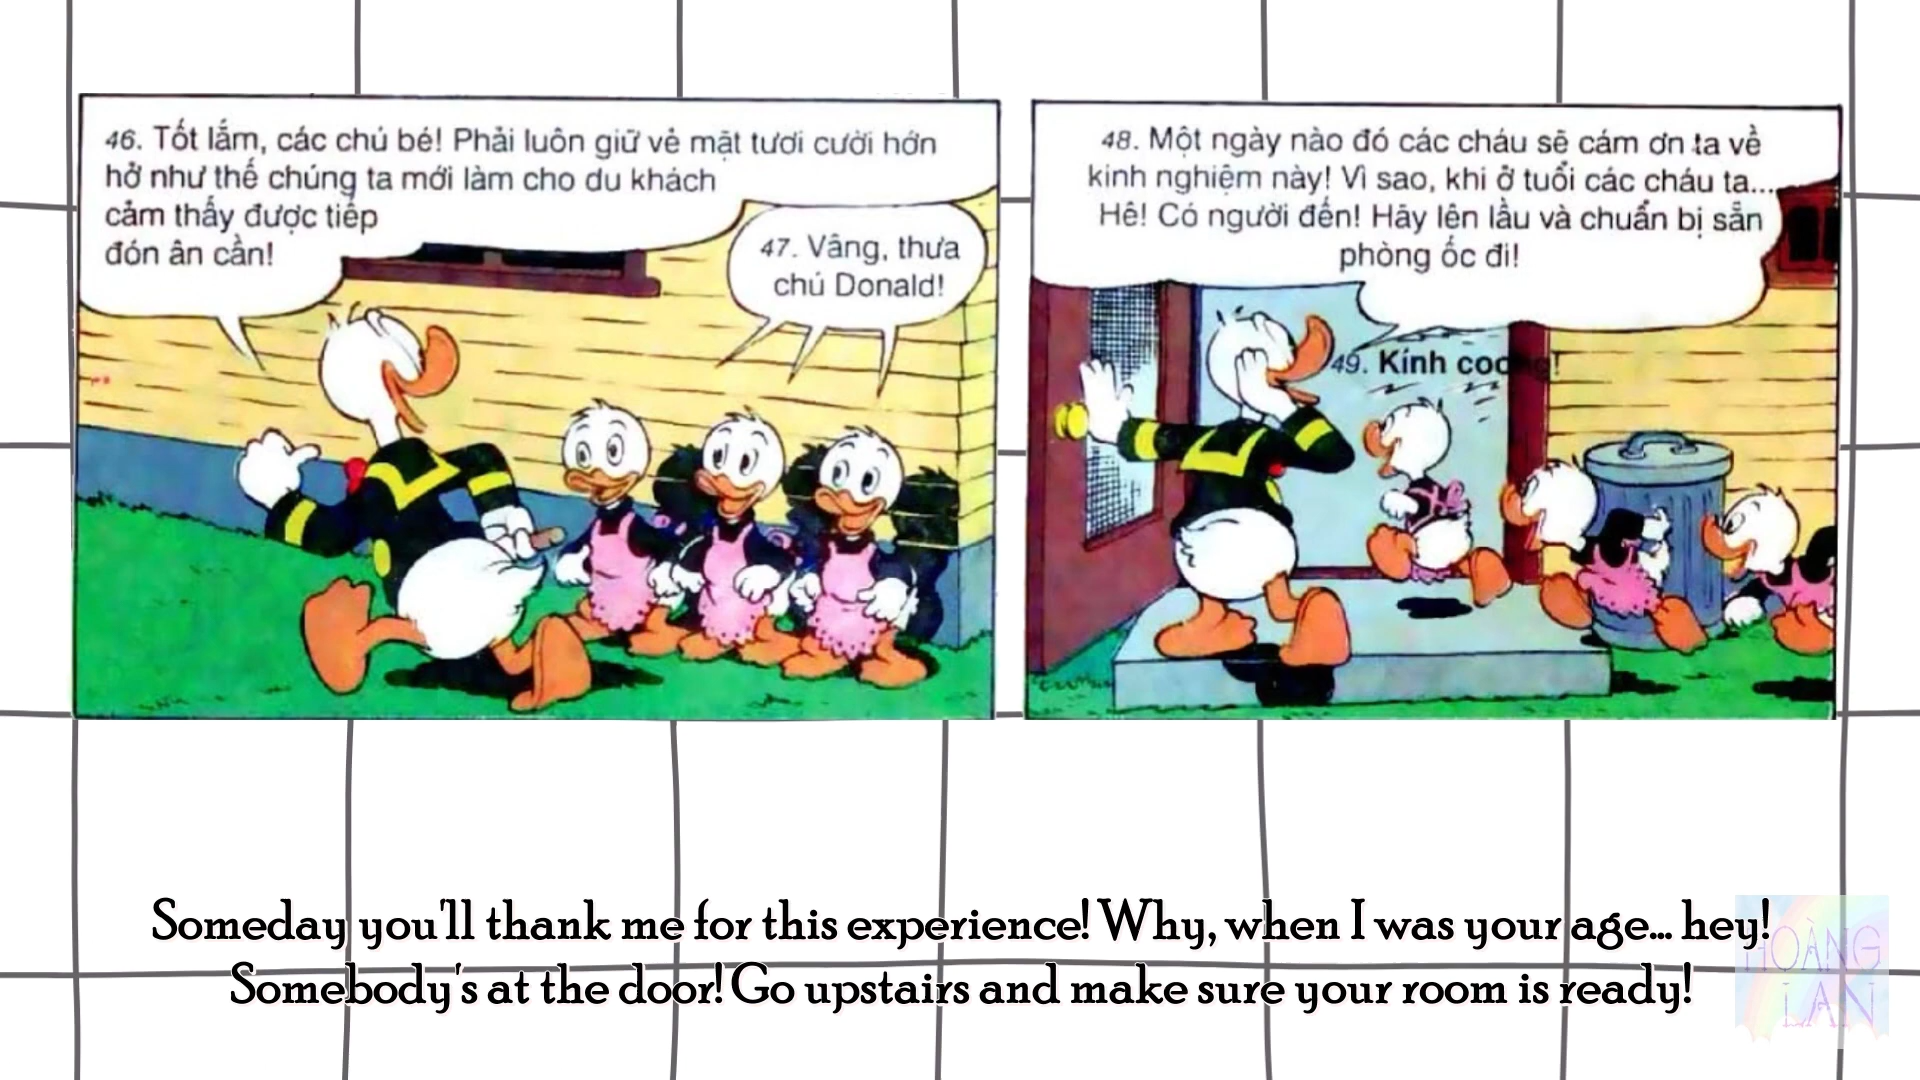 46. Tốt lắm, các chú bé! Phải luôn giữ vẻ mặt tươi cười hớn
hở như thế chúng ta mới làm cho du khách
cảm thấy được tiếp
đón ân cần!
47. Vâng, thưa
chú Donald!
48. Một ngày nào đó các cháu sẽ cám ơn ta về
kinh nghiệm này! Vì sao, khi ở tuổi các cháu ta...
Hê! Có người đến! Hãy lên lầu và chuẩn bị sẵn
phòng ốc đi!
49. Kính coong!
Someday you'll thank me for this experience! Why, when I was your age... hey!
Somebody's at the door! Go upstairs and make sure your room is ready!
HOÀNG
LAN